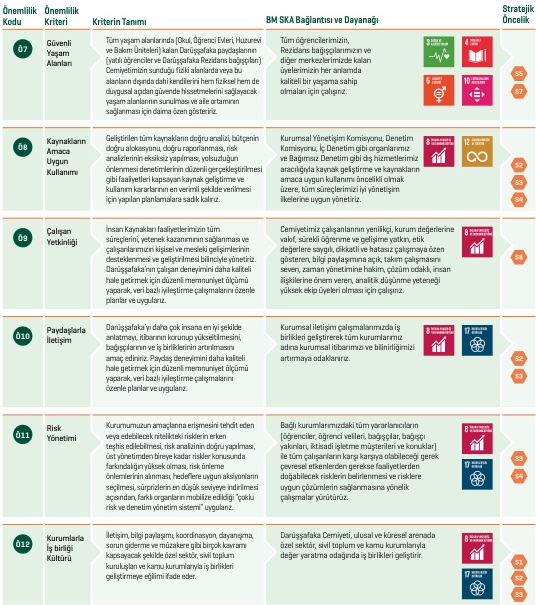 Önemlilik Kodu
Önemlilik Kriteri
Kriterin Tanımı
BM SKA Bağlantısı ve Dayanağı
Stratejik Öncelik
Ö7
Güvenli
Yaşam
Alanları
Tüm yaşam alanlarında (Okul, Öğrenci Evleri, Huzurevi
ve Bakım Üniteleri) kalan Darüşşafaka paydaşlarının
(yatılı öğrenciler ve Darüşşafaka Rezidans bağışçıları)
Cemiyetimizin sunduğu fiziki alanlarda veya bu
alanların dışında dahi kendilerini hem fiziksel hem de
duygusal açıdan güvende hissetmelerini sağlayacak
yaşam alanlarının sunulması ve aile ortamının
sağlanması için daima özen gösteririz.
Tüm öğrencilerimizin,
Rezidans bağışçılarımızın ve
diğer merkezlerimizde kalan
üyelerimizin her anlamda
kaliteli bir yaşama sahip
olmaları için çalışırız.
3
4
5
10
S5
S7
Ö8
Kaynakların
Amaca
Uygun
Kullanımı
Geliştirilen tüm kaynakların doğru analizi, bütçenin
doğru alokasyonu, doğru raporlanması, risk
analizlerinin eksiksiz yapılması, yolsuzluğun
önlenmesi denetimlerinin düzenli gerçekleştirilmesi
gibi faaliyetleri kapsayan kaynak geliştirme ve
kullanım kararlarının en verimli şekilde verilmesi
için yapılan planlamalara sadık kalırız.
Kurumsal Yönetişim Komisyonu, Denetim
Komisyonu, İç Denetim gibi organlarımız
ve Bağımsız Denetim gibi dış hizmetlerimiz
aracılığıyla kaynak geliştirme ve kaynakların
amaca uygun kullanımı öncelikli olmak
üzere, tüm süreçlerimizi iyi yönetişim
ilkelerine uygun yönetiriz.
8
12
S2
S3
S4
Ö9
Çalışan
Yetkinliği
İnsan Kaynakları faaliyetlerimizin tüm
süreçlerini, yetenek kazanımının sağlanması ve
çalışanlarımızın kişisel ve mesleki gelişimlerinin
desteklenmesi ve geliştirilmesi bilinciyle yönetiriz.
Darüşşafaka'nın çalışan deneyimini daha kaliteli
hale getirmek için düzenli memnuniyet ölçümü
yaparak, veri bazlı iyileştirme çalışmalarını özenle
planlar ve uygularız.
Cemiyetimiz çalışanlarının yenilikçi, kurum değerlerine
vakıf, sürekli öğrenme ve gelişime yatkın, etik
değerlere saygılı, dikkatli ve hatasız çalışmaya özen
gösteren, bilgi paylaşımına açık, takım çalışmasını
seven, zaman yönetimine hakim, çözüm odaklı, insan
ilişkilerine önem veren, analitik düşünme yeteneği
yüksek ekip üyeleri olması için çalışırız.
8
S8
Ö10
Paydaşlarla
İletişim
Darüşşafaka'yı daha çok insana en iyi şekilde
anlatmayı, itibarının korunup yükseltilmesini,
bağışçılarının ve iş birliklerinin artırılmasını
amaç ediniriz. Paydaş deneyimini daha kaliteli
hale getirmek için düzenli memnuniyet ölçümü
yaparak, veri bazlı iyileştirme çalışmalarını
özenle planlar ve uygularız.
Kurumsal iletişim çalışmalarımızda iş
birlikleri geliştirerek tüm kurumlarımız
adına kurumsal itibarımızı ve bilinirliğimizi
artırmaya odaklanırız.
8
17
S2
S3
Ö11
Risk
Yönetimi
Kurumumuzun amaçlarına erişmesini tehdit eden
veya edebilecek nitelikteki risklerin erken
teşhis edilebilmesi, risk analizinin doğru yapılması,
üst yönetimden bireye kadar riskler konusunda
farkındalığın yüksek olması, risk önleme
önlemlerinin alınması, hedeflere uygun aksiyonların
seçilmesi, sürprizlerin en düşük seviyeye indirilmesi
açısından, farklı organların mobilize edildiği "çoklu
risk ve denetim yönetim sistemi" uygularız.
Bağlı kurumlarımızdaki tüm yararlanıcıların
(öğrenciler, öğrenci velileri, bağışçılar, bağışçı
yakınları, iktisadi işletme müşterileri ve konuklar)
ile tüm çalışanların karşı karşıya olabileceği gerek
çevresel etkenlerden gerekse faaliyetlerden
doğabilecek risklerin belirlenmesi ve risklere
uygun çözümlerin sağlanmasına yönelik
çalışmalar yürütürüz.
8
17
S3
S4
Ö12
Kurumlarla
İş birliği
Kültürü
İletişim, bilgi paylaşımı, koordinasyon, dayanışma,
sorun giderme ve müzakere gibi birçok kavramı
kapsayacak şekilde özel sektör, sivil toplum
kuruluşları ve kamu kurumlarıyla iş birlikleri
geliştirmeye eğilimi ifade eder.
Darüşşafaka Cemiyeti, ulusal ve küresel arenada
özel sektör, sivil toplum ve kamu kurumlarıyla
değer yaratma odağında iş birlikleri geliştirir.
8
17
S1
S2
S3